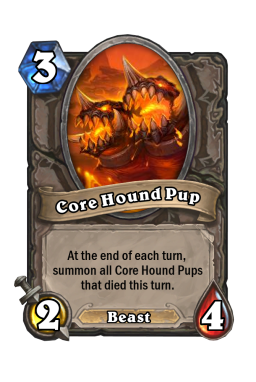 3
Core Hound Pup
At the end of each turn,
summon all Core Hound Pups
that died this turn.
2
Beast
4